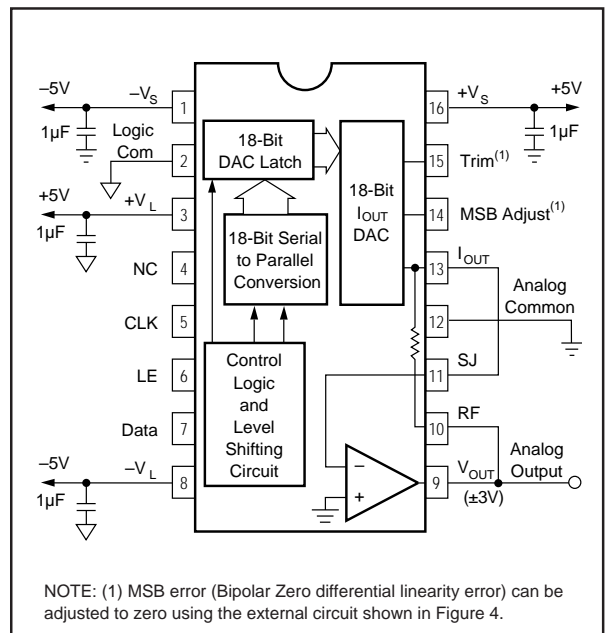 –5V
–V_S
1
1µF
Logic
Com
2
+5V
+V_L
3
1µF
NC
4
CLK
5
LE
6
Data
7
–5V
–V_L
8
1µF
18-Bit
DAC Latch
18-Bit Serial
to Parallel
Conversion
Control
Logic
and
Level
Shifting
Circuit
18-Bit
I_OUT
DAC
–
+
+V_S
+5V
16
1µF
15
Trim(1)
14
MSB Adjust(1)
13
I_OUT
Analog
Common
12
SJ
11
RF
10
V_OUT
Analog
Output
9
(±3V)
NOTE: (1) MSB error (Bipolar Zero differential linearity error) can be
adjusted to zero using the external circuit shown in Figure 4.